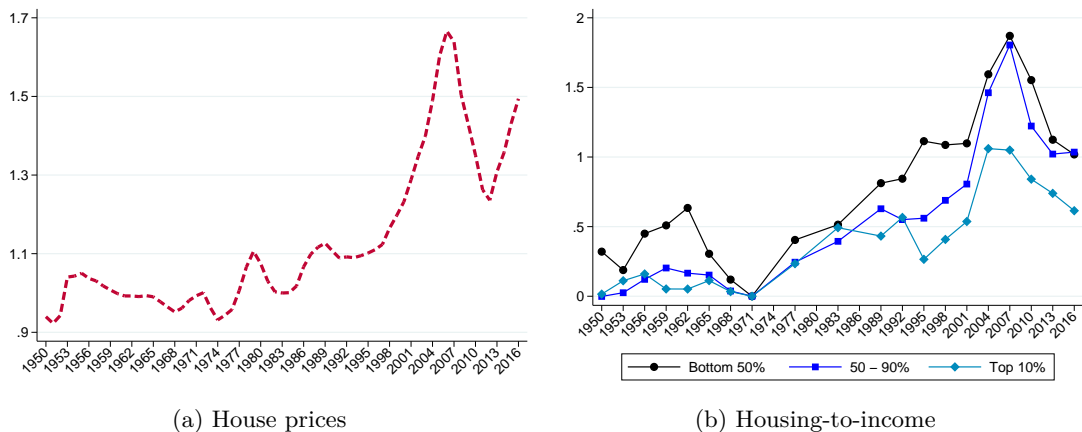 1.7
1.5
1.3
1.1
.9
1950 1953 1956 1959 1962 1965 1968 1971 1974 1977 1980 1983 1986 1989 1992 1995 1998 2001 2004 2007 2010 2013 2016
(a) House prices
2
1.5
1
.5
0
1950 1953 1956 1959 1962 1965 1968 1971 1974 1977 1980 1983 1986 1989 1992 1995 1998 2001 2004 2007 2010 2013 2016
Bottom 50% 50 − 90% Top 10%
(b) Housing-to-income